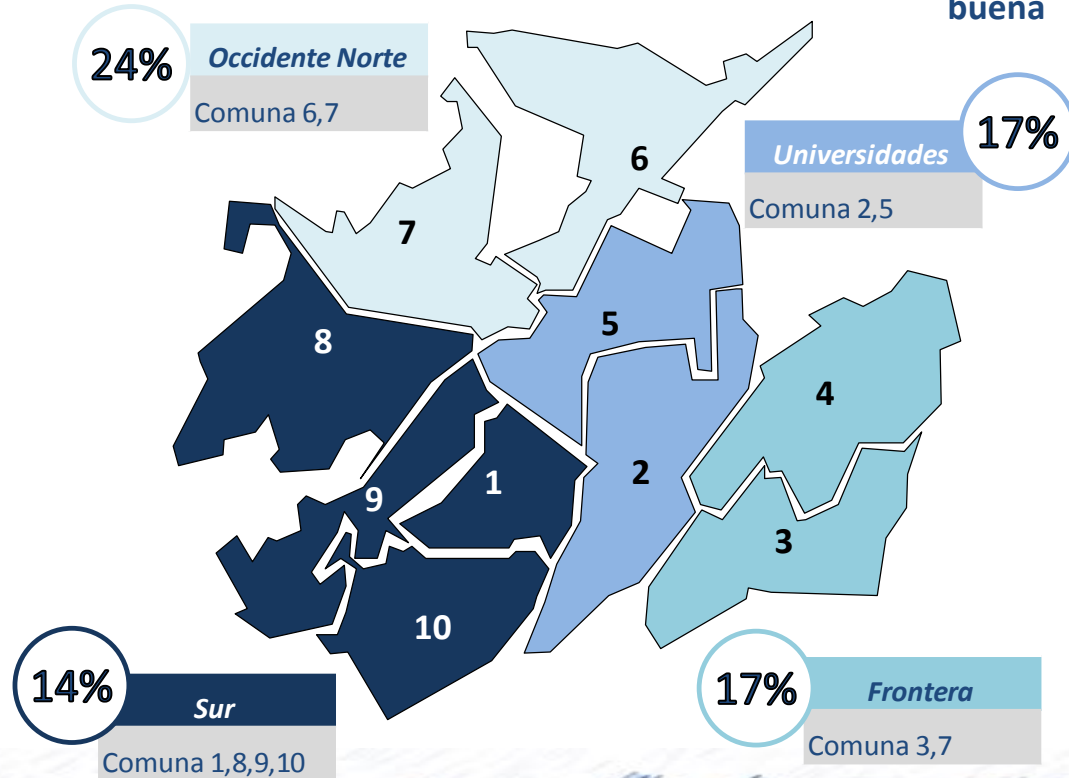 buena
24%
Occidente Norte
Comuna 6,7
17%
Universidades
Comuna 2,5
6
7
5
8
4
2
1
9
3
10
14%
Sur
Comuna 1,8,9,10
17%
Frontera
Comuna 3,7